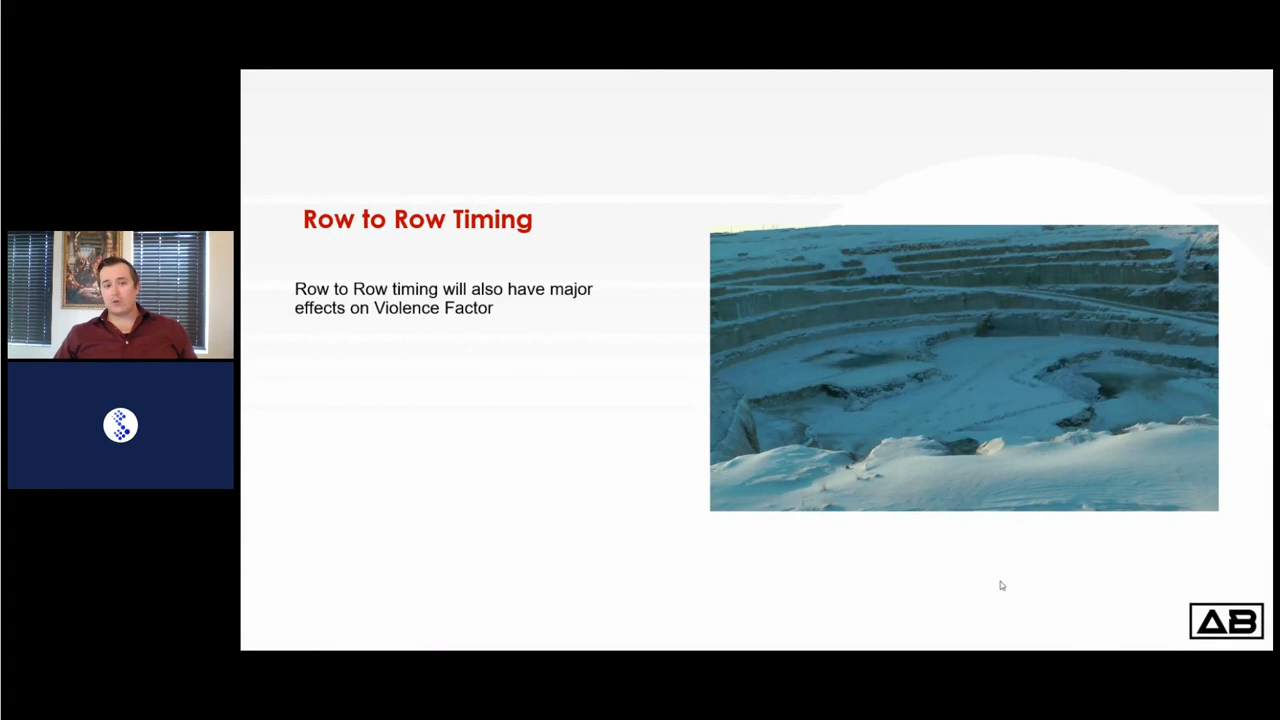 Row to Row Timing
Row to Row timing will also have major
effects on Violence Factor
AB